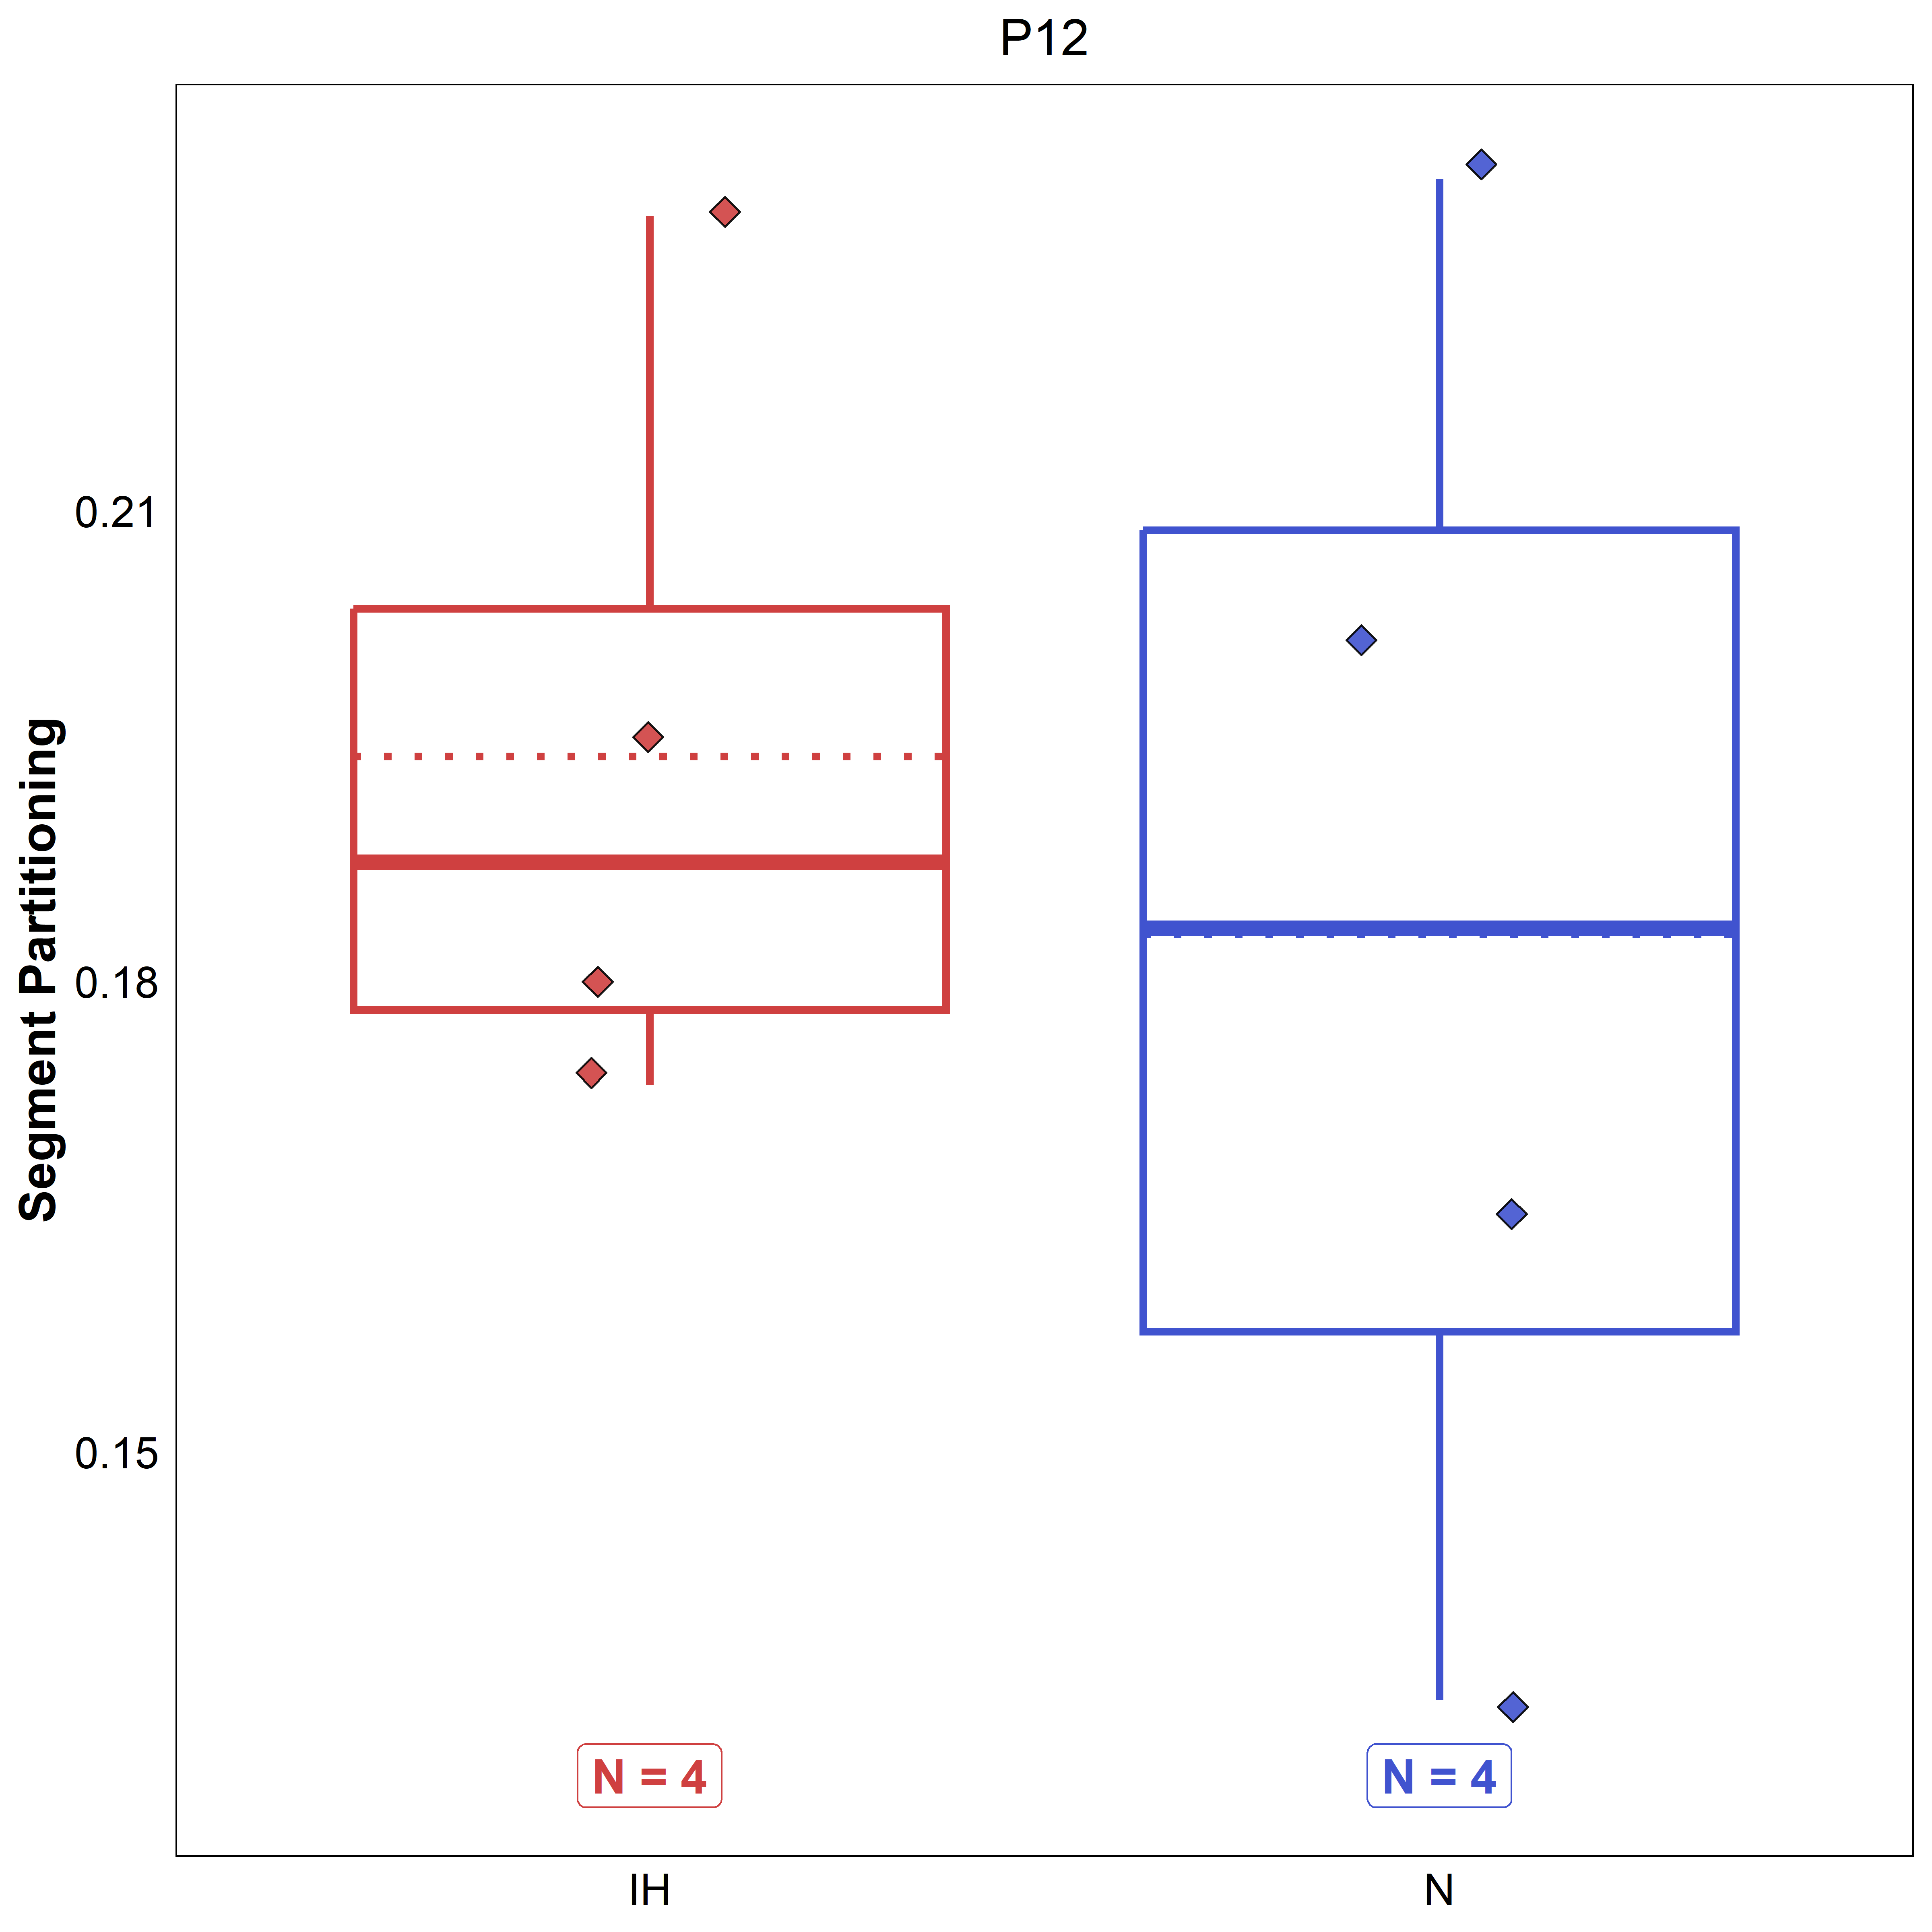 P12
Segment Partitioning
0.21
0.18
0.15
N = 4
N = 4
IH
N